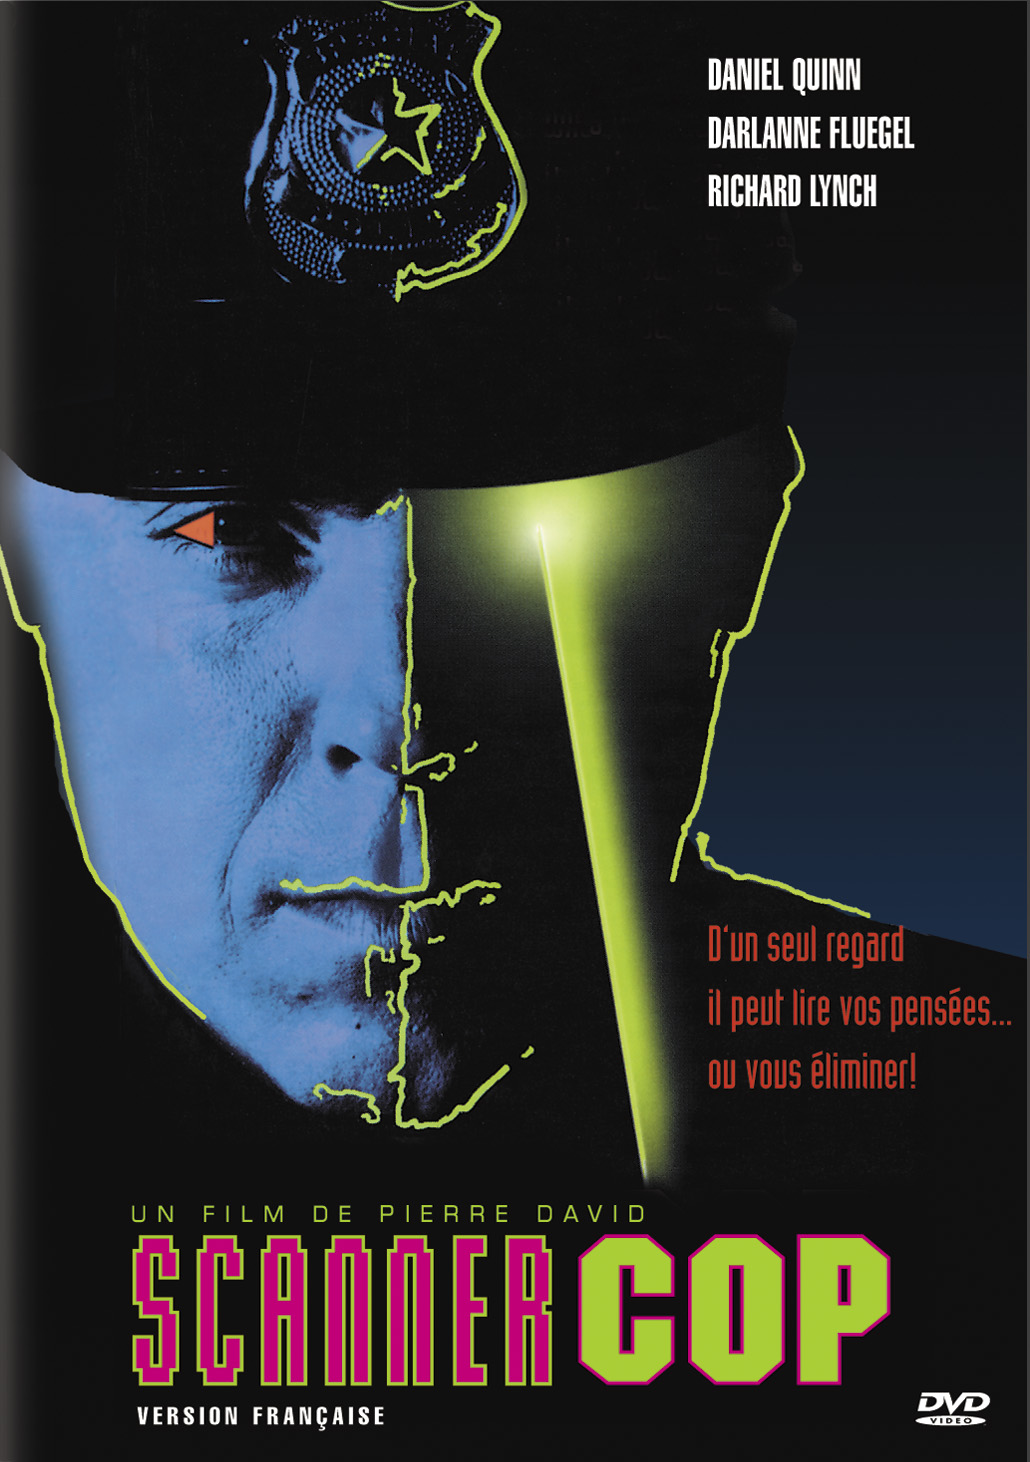 DANIEL QUINN
DARLANNE FLUEGEL
RICHARD LYNCH
D'un seul regard
il peut lire vos pensées...
ou vous éliminer!
UN FILM DE PIERRE DAVID
SCANNER COP
VERSION FRANÇAISE
DVD
VIDEO